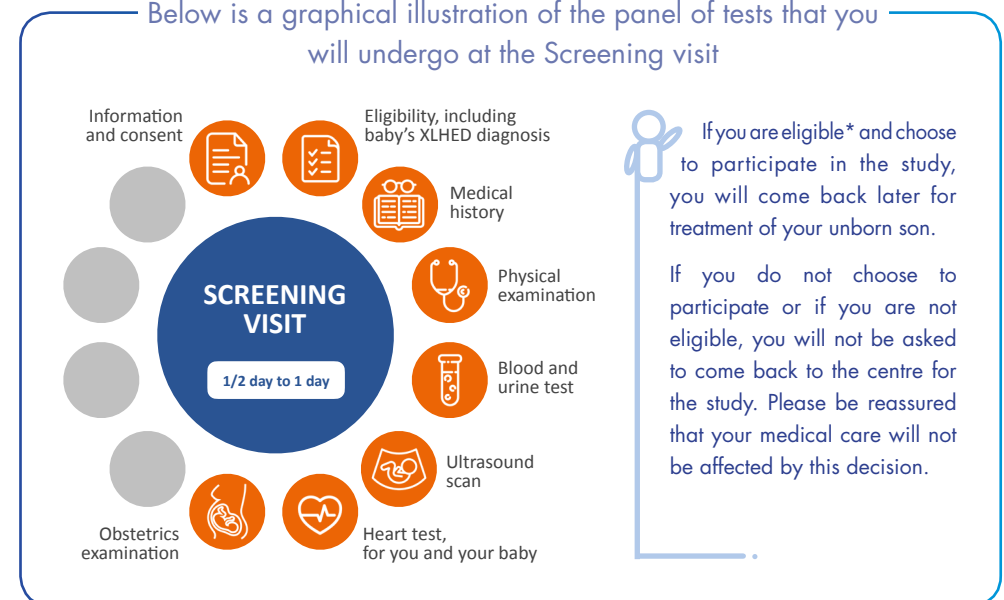 Below is a graphical illustration of the panel of tests that you
will undergo at the Screening visit
Information
and consent
Eligibility, including
baby's XLHED diagnosis
Medical
history
Physical
examination
Blood and
urine test
Ultrasound
scan
Heart test,
for you and your baby
Obstetrics
examination
SCREENING
VISIT
1/2 day to 1 day
If you are eligible* and choose
to participate in the study,
you will come back later for
treatment of your unborn son.
If you do not choose to
participate or if you are not
eligible, you will not be asked
to come back to the centre for
the study. Please be reassured
that your medical care will not
be affected by this decision.